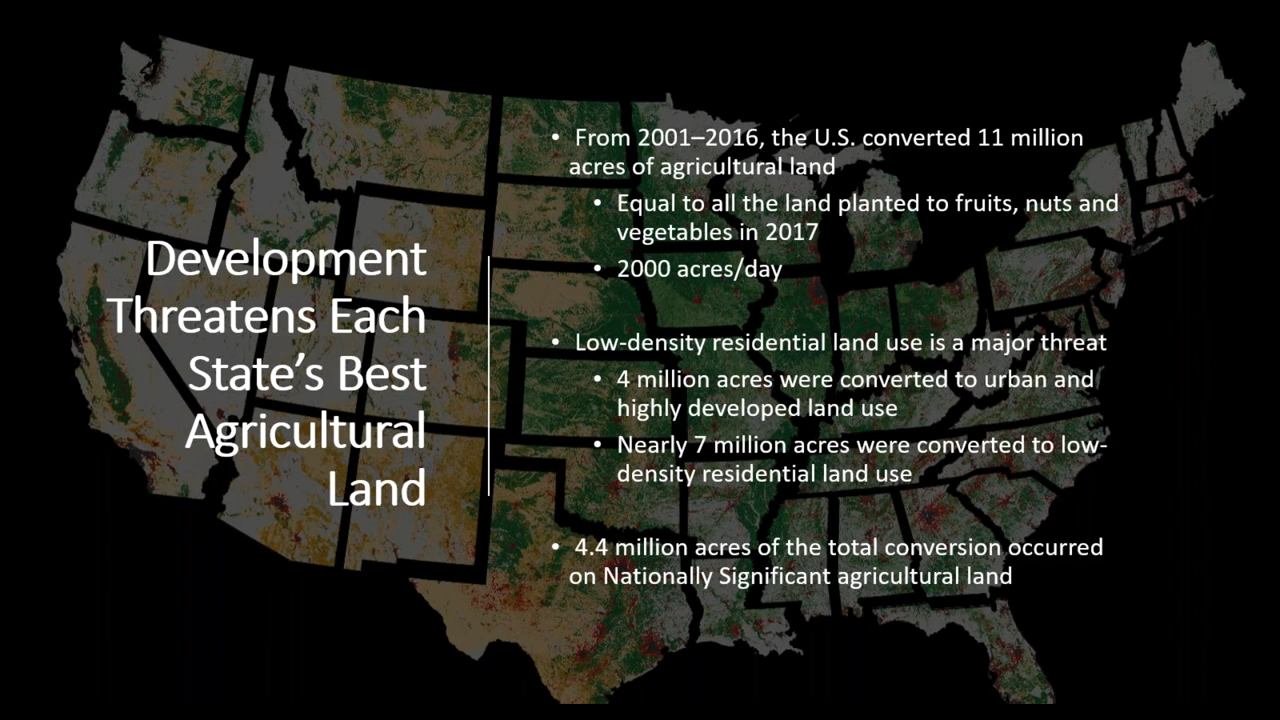 Development
Threatens Each
State's Best
Agricultural
Land
• From 2001–2016, the U.S. converted 11 million
acres of agricultural land
• Equal to all the land planted to fruits, nuts and
vegetables in 2017
• 2000 acres/day
• Low-density residential land use is a major threat
• 4 million acres were converted to urban and
highly developed land use
• Nearly 7 million acres were converted to low-
density residential land use
• 4.4 million acres of the total conversion occurred
on Nationally Significant agricultural land